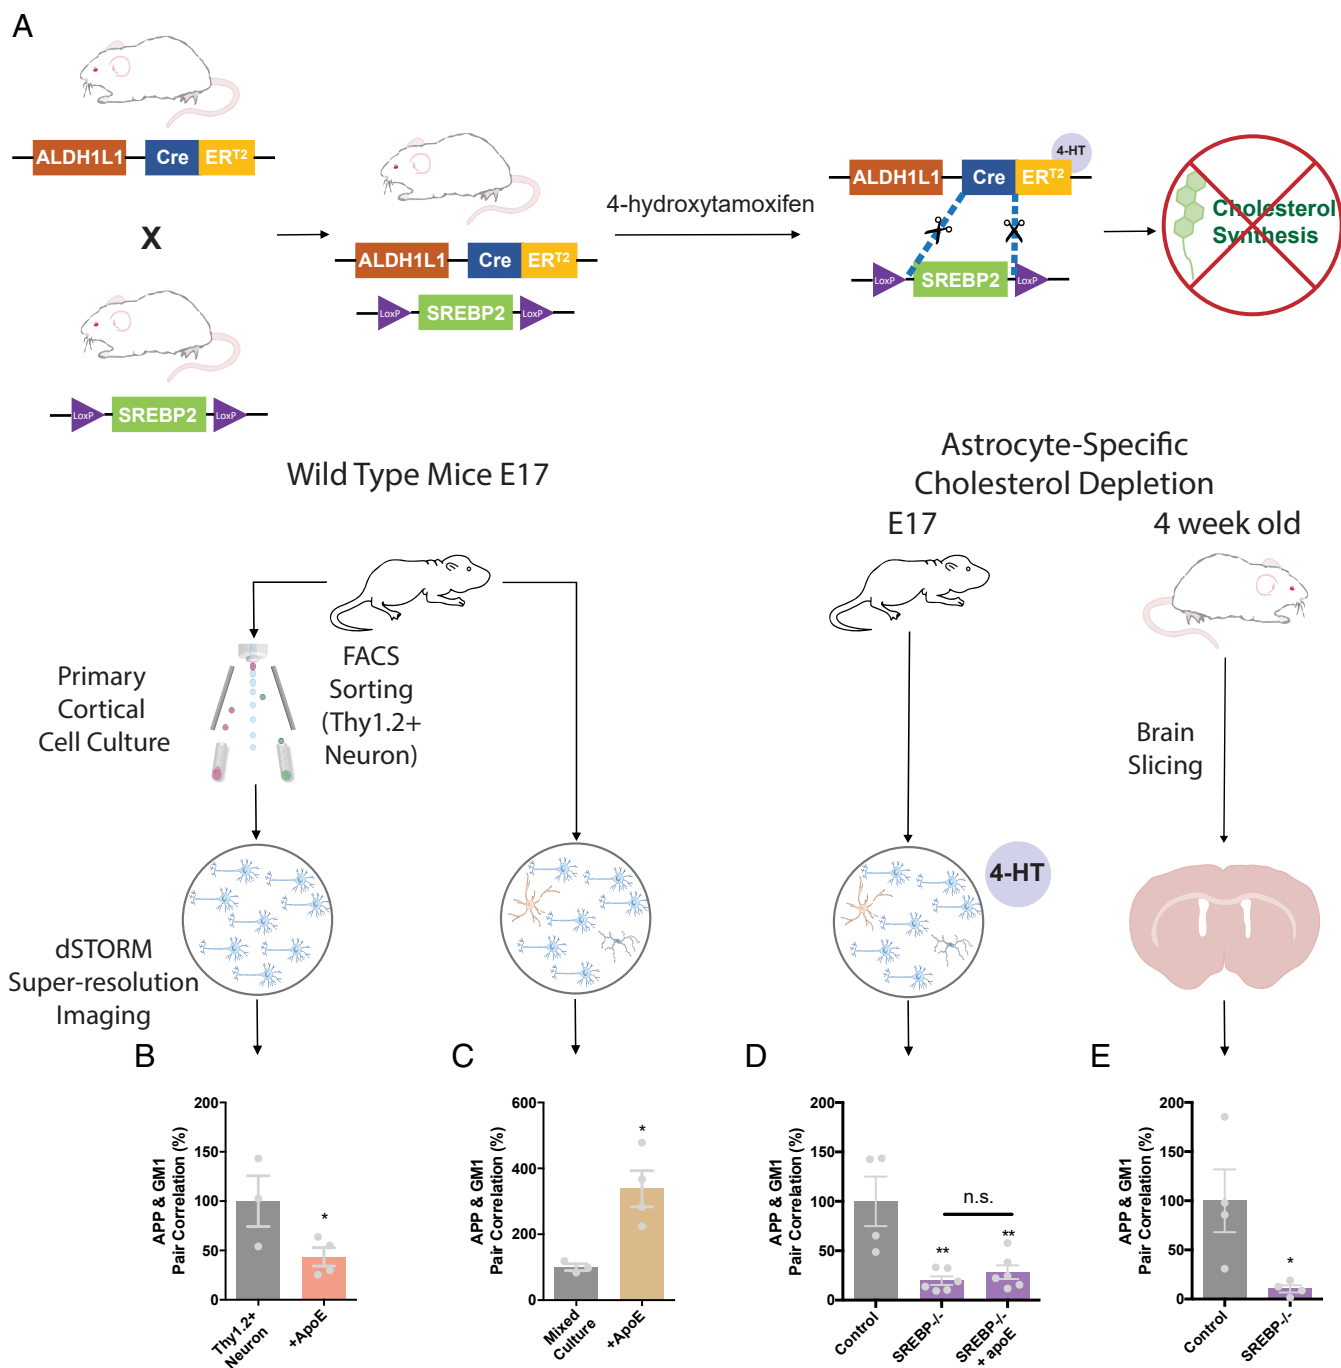 A
ALDH1L1 Cre ERT2
X
LoxP SREBP2 LoxP
ALDH1L1 Cre ERT2
LoxP SREBP2 LoxP
4-hydroxytamoxifen
4-HT
ALDH1L1 Cre ERT2
LoxP SREBP2 LoxP
Cholesterol
Synthesis
Wild Type Mice E17
Astrocyte-Specific
Cholesterol Depletion
E17
4 week old
Primary
Cortical
Cell Culture
FACS
Sorting
(Thy1.2+
Neuron)
Brain
Slicing
4-HT
dSTORM
Super-resolution
Imaging
B
APP & GM1
Pair Correlation (%)
200
150
100
50
0
*
Thy1.2+
Neuron
+ApoE
C
APP & GM1
Pair Correlation (%)
600
400
200
0
*
Mixed
Culture
+ApoE
D
APP & GM1
Pair Correlation (%)
200
150
100
50
0
n.s.
**
**
Control
SREBP-/-
SREBP-/-
+ apoE
E
APP & GM1
Pair Correlation (%)
200
150
100
50
0
*
Control
SREBP-/-